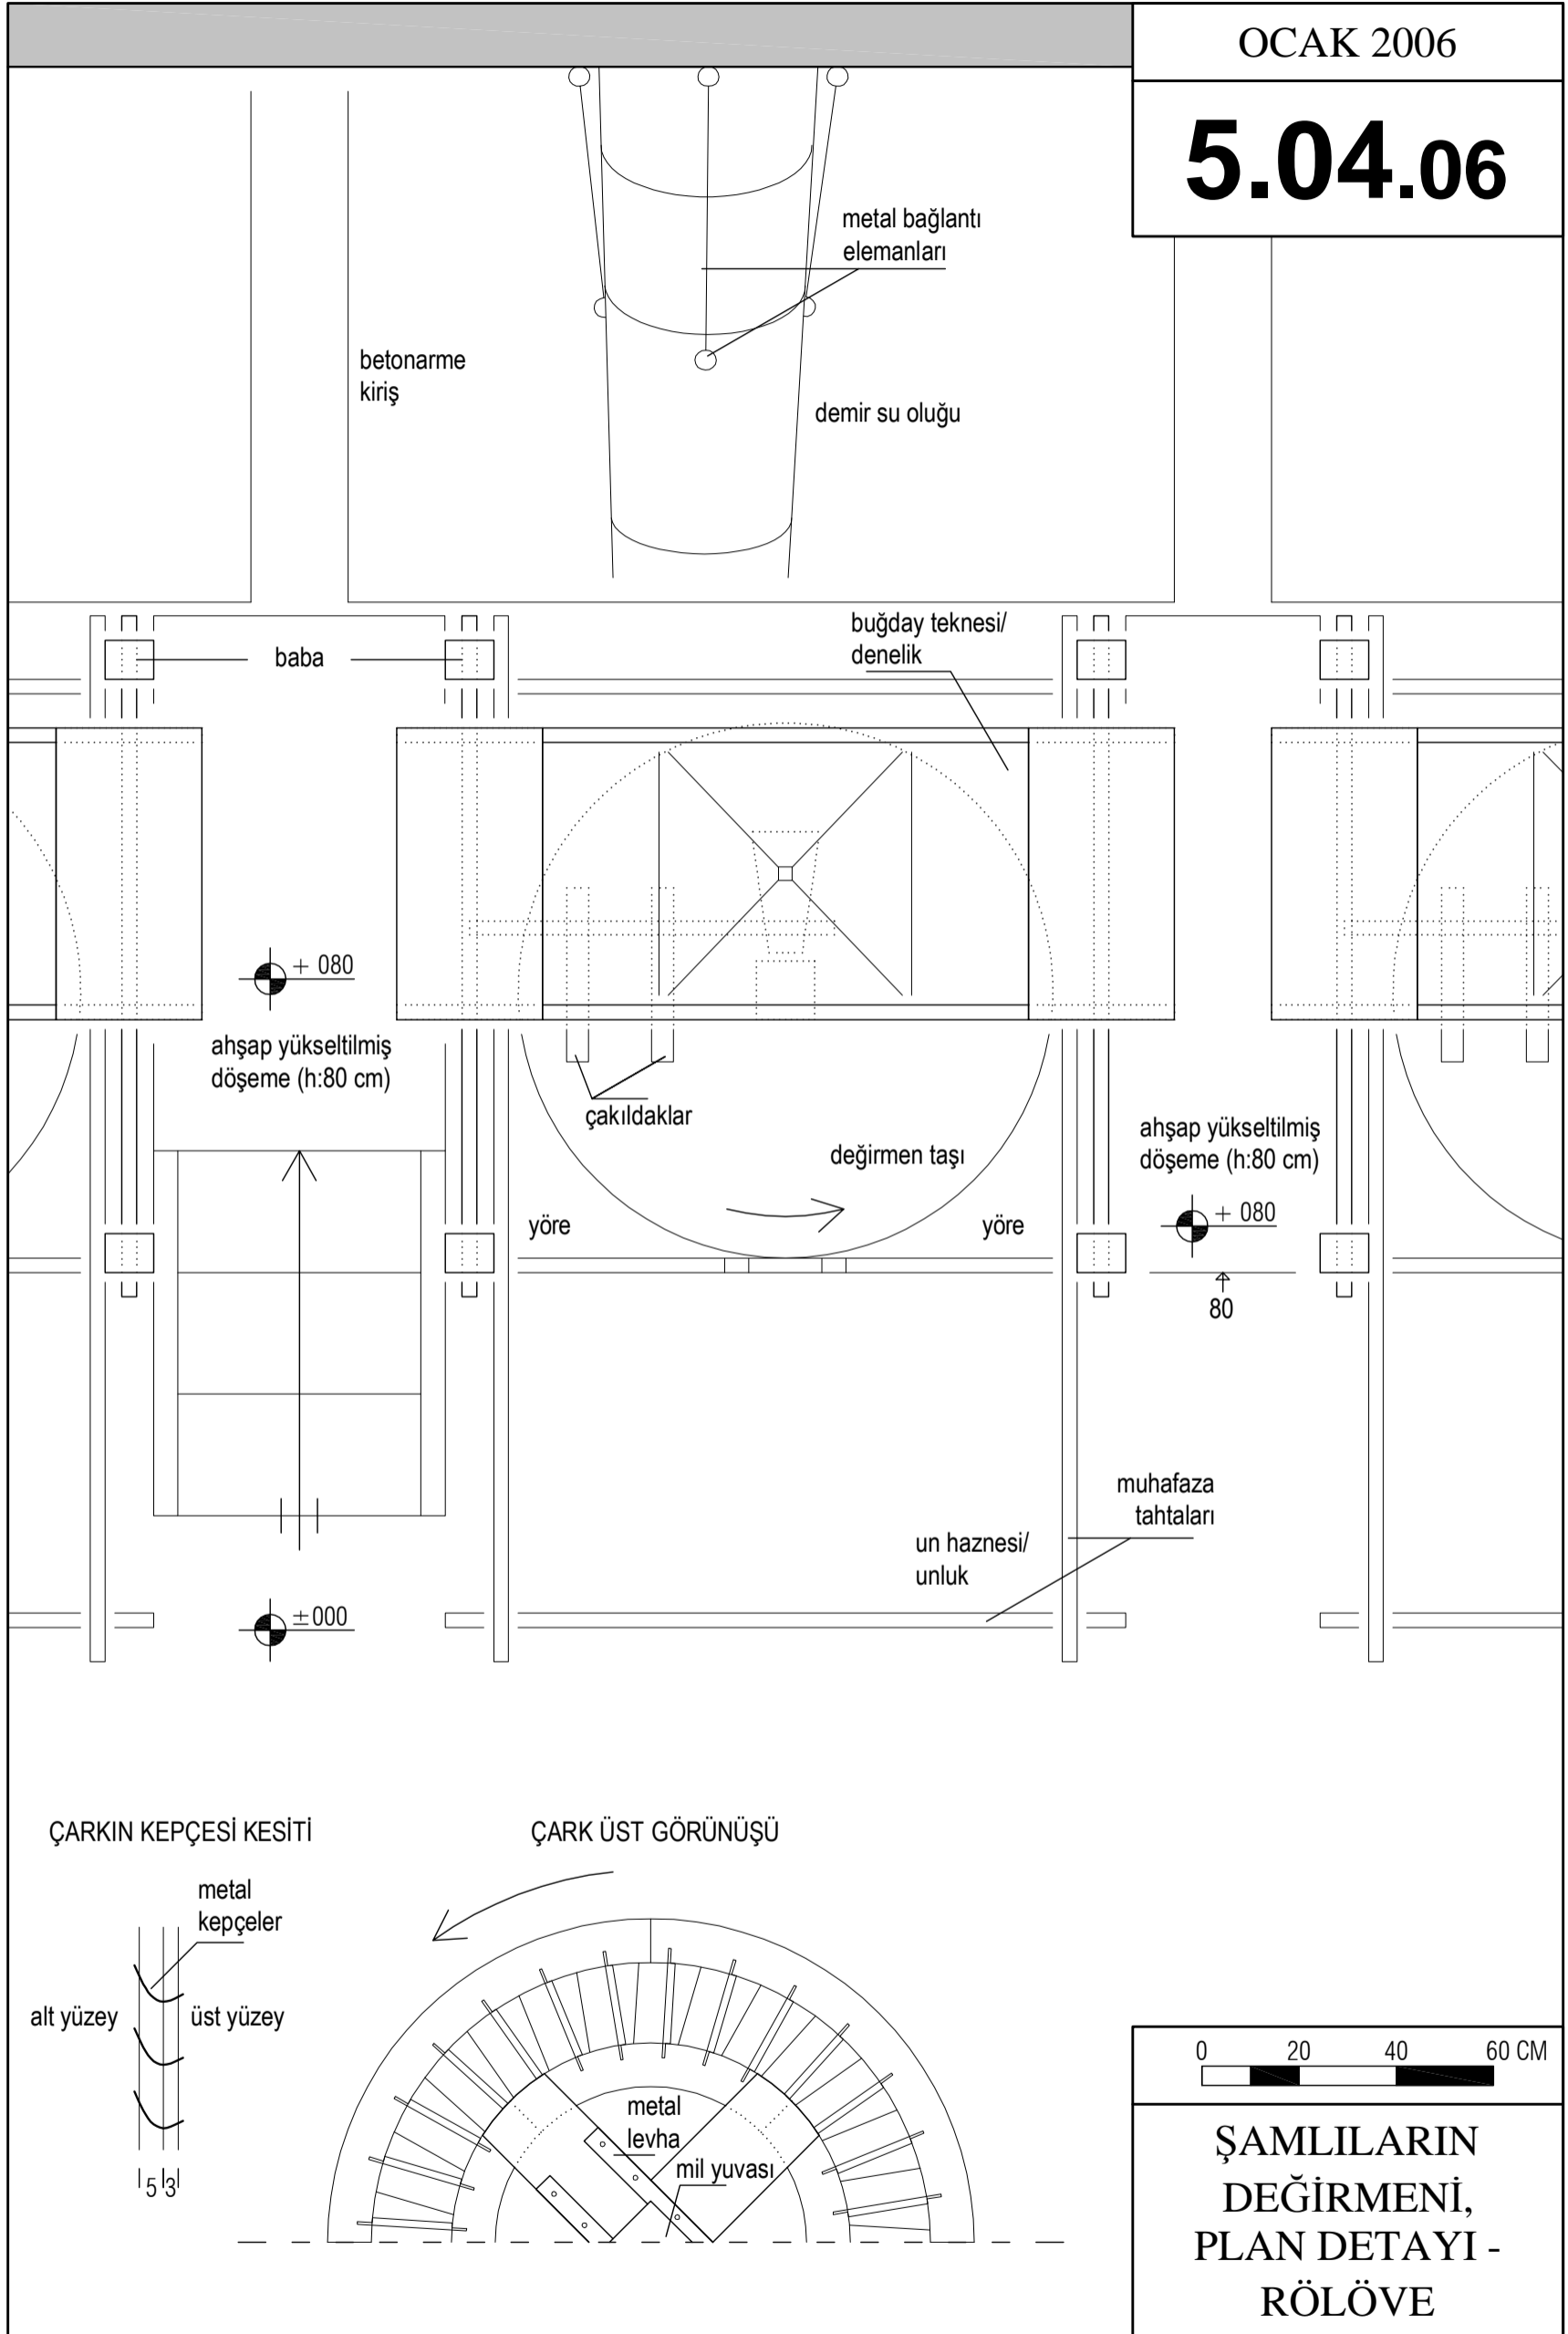 OCAK 2006
5.04.06
metal bağlantı
elemanları
betonarme
kiriş
demir su oluğu
buğday teknesi/
denelik
baba
+ 080
ahşap yükseltilmiş
döşeme (h:80 cm)
çakıldaklar
değirmen taşı
ahşap yükseltilmiş
döşeme (h:80 cm)
yöre
yöre
+ 080
80
muhafaza
tahtaları
un haznesi/
unluk
±000
ÇARKIN KEPÇESİ KESİTİ
ÇARK ÜST GÖRÜNÜŞÜ
metal
kepçeler
alt yüzey
üst yüzey
5 3
metal
levha
mil yuvası
0 20 40 60 CM
ŞAMLILARIN
DEĞİRMENİ,
PLAN DETAYI -
RÖLÖVE